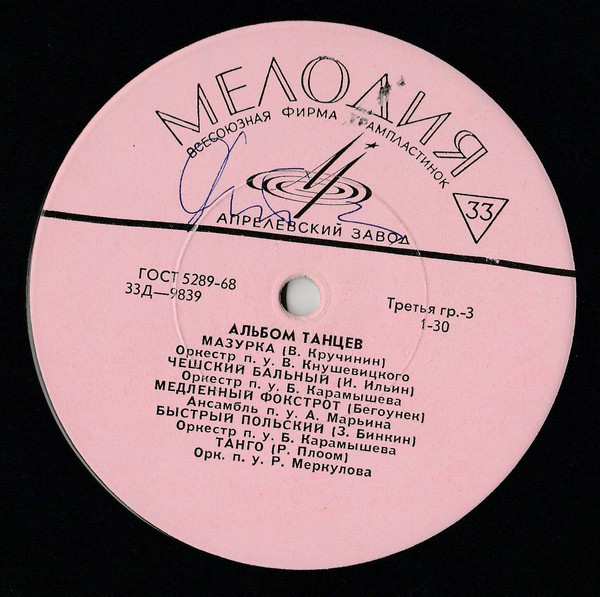 МЕЛОДИЯ
ВСЕСОЮЗНАЯ ФИРМА ГРАМПЛАСТИНОК
33
АПРЕЛЕВСКИЙ ЗАВОД
ГОСТ 5289-68
33Д—9839
Третья гр.-3
1-30
АЛЬБОМ ТАНЦЕВ
МАЗУРКА (В. Кручинин)
Оркестр п. у. В. Кнушевицкого
ЧЕШСКИЙ БАЛЬНЫЙ (И. Ильин)
Оркестр п. у. Б. Карамышева
МЕДЛЕННЫЙ ФОКСТРОТ (Бегоунек)
Ансамбль п. у. А. Марьина
БЫСТРЫЙ ПОЛЬСКИЙ (З. Бинкин)
Оркестр п. у. Б. Карамышева
ТАНГО (Р. Плоом)
Орк. п. у. Р. Меркулова